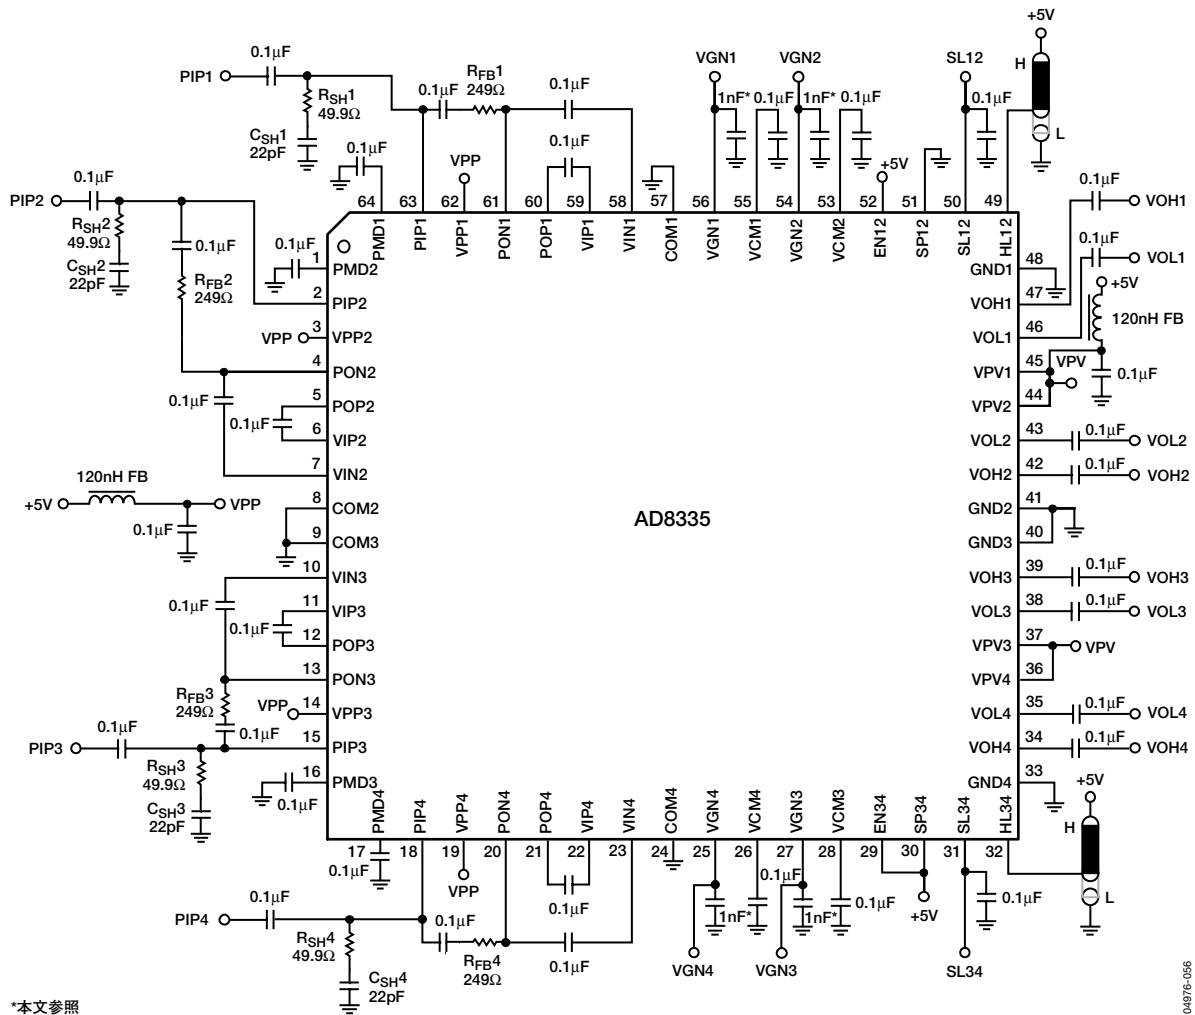 +5V
0.1µF
VGN1
VGN2
SL12
H
PIP1
RSH1
49.9Ω
0.1µF
RFB1
249Ω
0.1µF
1nF*
0.1µF
1nF*
0.1µF
0.1µF
L
CSH1
22pF
0.1µF
VPP
0.1µF
+5V
0.1µF
VOH1
PIP2
0.1µF
64
63
62
61
60
59
58
57
56
55
54
53
52
51
50
49
PMD1
PIP1
VPP1
PON1
POP1
VIP1
VIN1
COM1
VGN1
VCM1
VGN2
VCM2
EN12
SP12
SL12
HL12
RSH2
49.9Ω
CSH2
22pF
0.1µF
RFB2
249Ω
0.1µF
0.1µF
VOL1
1
PMD2
GND1
48
+5V
2
PIP2
VOH1
47
120nH FB
VPP
3
VPP2
VOL1
46
4
PON2
VPV1
45
VPV
0.1µF
0.1µF
5
POP2
VPV2
44
0.1µF
6
VIP2
VOL2
43
0.1µF
VOL2
7
VIN2
VOH2
42
0.1µF
VOH2
120nH FB
+5V
VPP
0.1µF
8
COM2
AD8335
GND2
41
9
COM3
GND3
40
10
VIN3
VOH3
39
0.1µF
VOH3
0.1µF
11
VIP3
VOL3
38
0.1µF
VOL3
0.1µF
12
POP3
VPV3
37
VPV
13
PON3
VPV4
36
RFB3
249Ω
VPP
14
VPP3
VOL4
35
0.1µF
VOL4
PIP3
0.1µF
0.1µF
15
PIP3
VOH4
34
0.1µF
VOH4
RSH3
49.9Ω
CSH3
22pF
0.1µF
16
PMD3
GND4
33
+5V
PMD4
PIP4
VPP4
PON4
POP4
VIP4
VIN4
COM4
VGN4
VCM4
VGN3
VCM3
EN34
SP34
SL34
HL34
17
18
19
20
21
22
23
24
25
26
27
28
29
30
31
32
H
L
0.1µF
VPP
0.1µF
1nF*
0.1µF
1nF*
0.1µF
+5V
0.1µF
PIP4
0.1µF
RSH4
49.9Ω
CSH4
22pF
0.1µF
RFB4
249Ω
0.1µF
VGN4
VGN3
SL34
*本文参照
04976-056